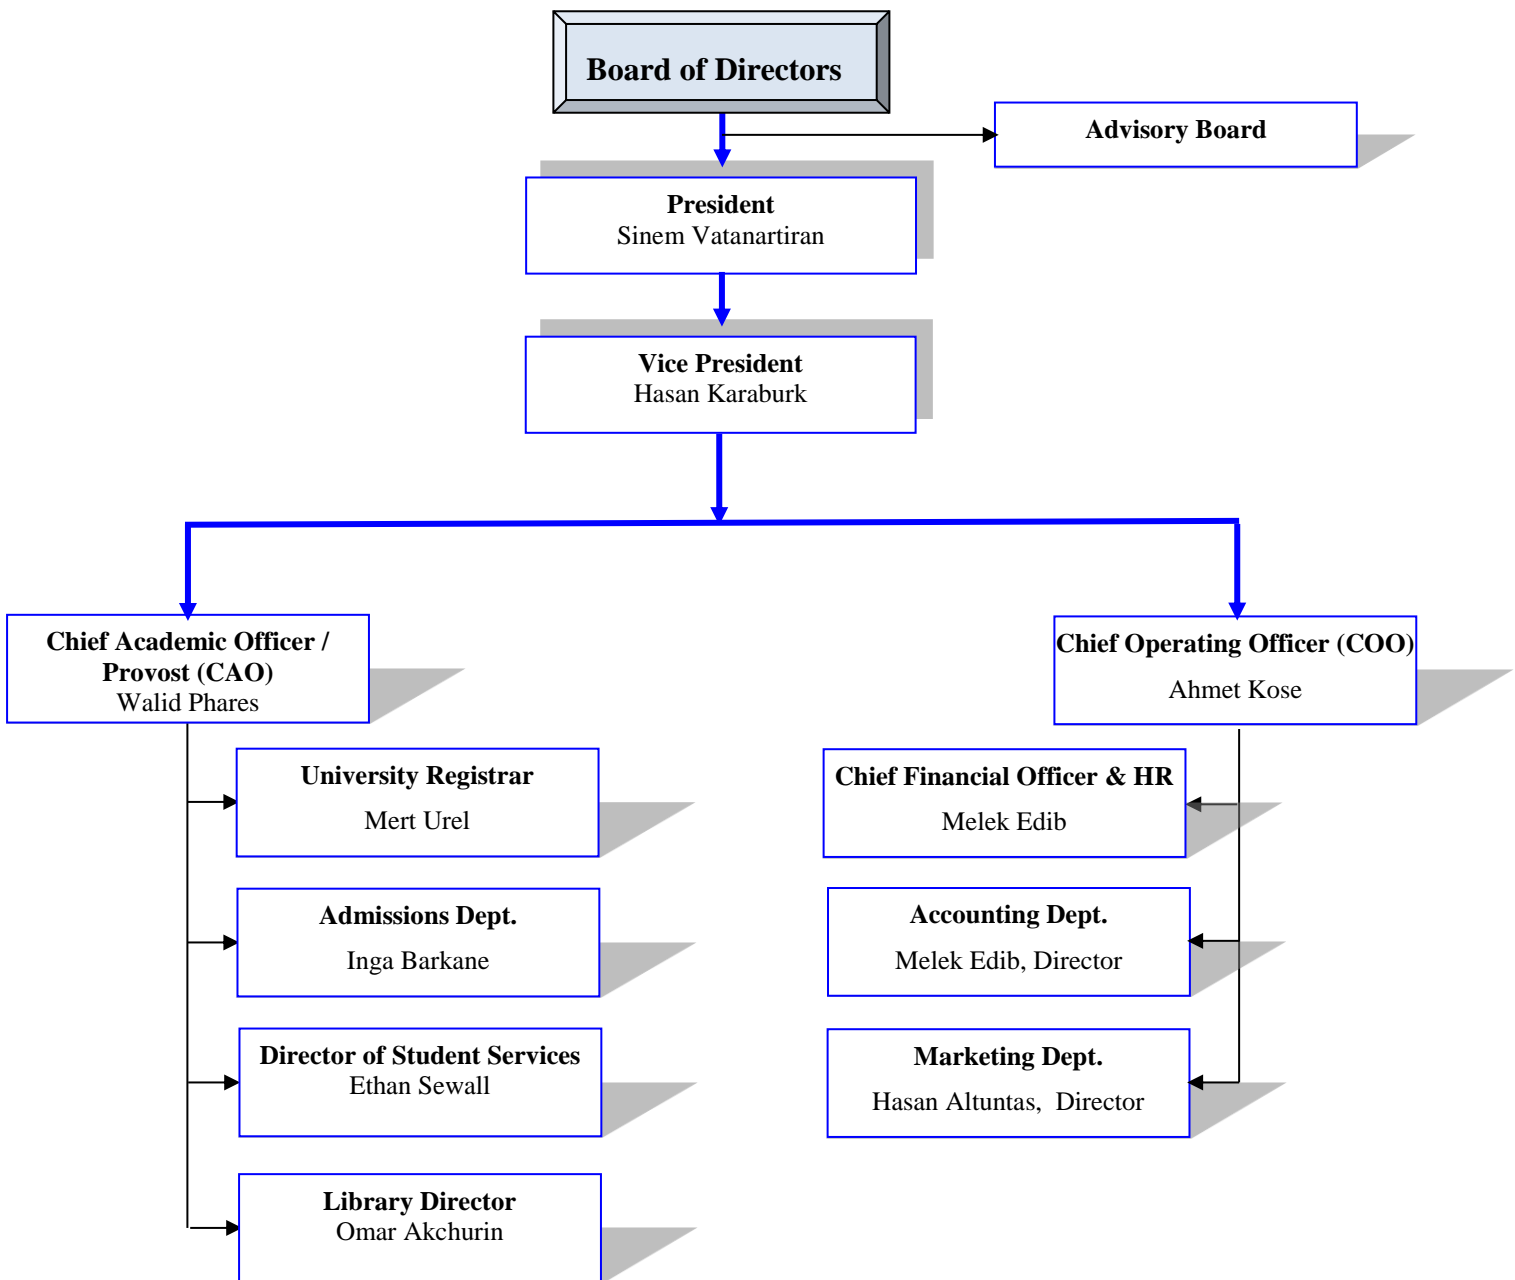 Board of Directors
Advisory Board
President
Sinem Vatanartiran
Vice President
Hasan Karaburk
Chief Academic Officer /
Provost (CAO)
Walid Phares
Chief Operating Officer (COO)
Ahmet Kose
University Registrar
Mert Urel
Chief Financial Officer & HR
Melek Edib
Admissions Dept.
Inga Barkane
Accounting Dept.
Melek Edib, Director
Director of Student Services
Ethan Sewall
Marketing Dept.
Hasan Altuntas,  Director
Library Director
Omar Akchurin